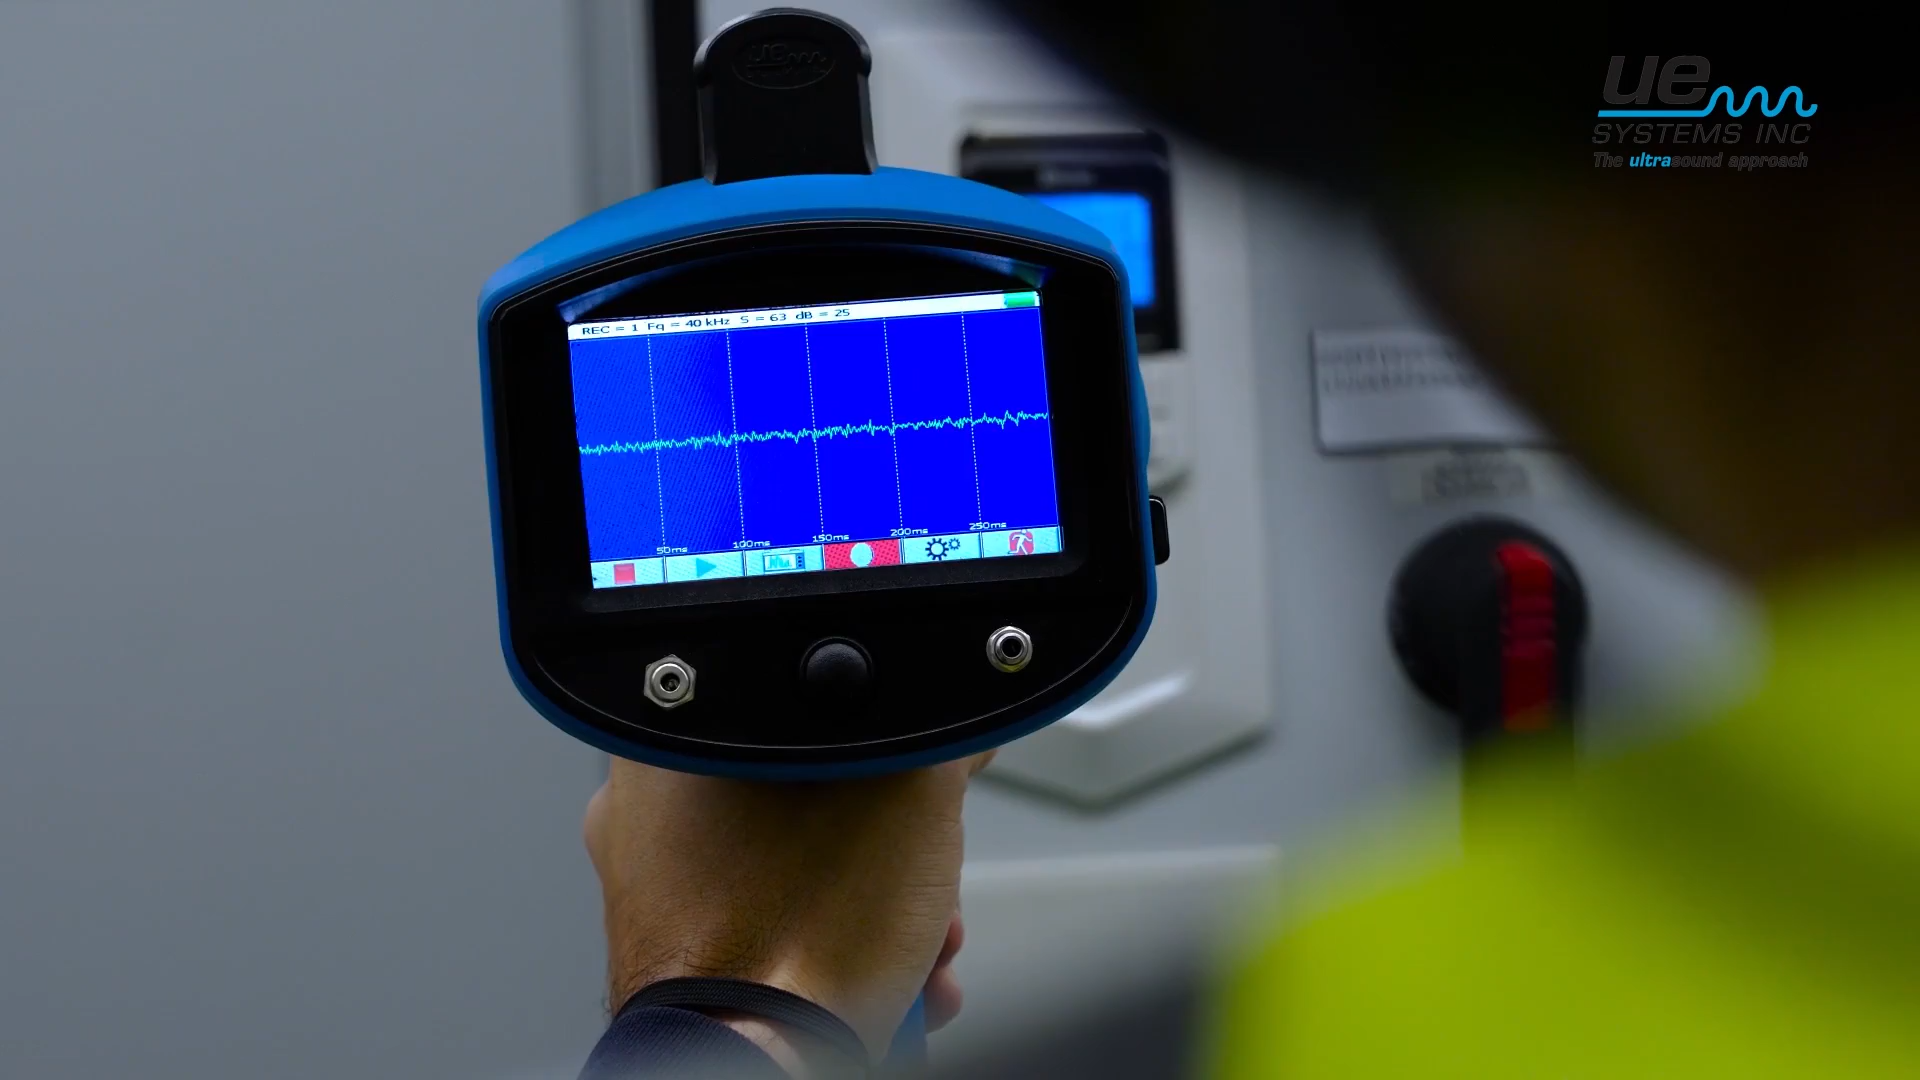 ue
SYSTEMS INC
The ultrasound approach
ue
REC = 1 Fq = 40 kHz S = 63 dB = 25
50ms 100ms 150ms 200ms 250ms